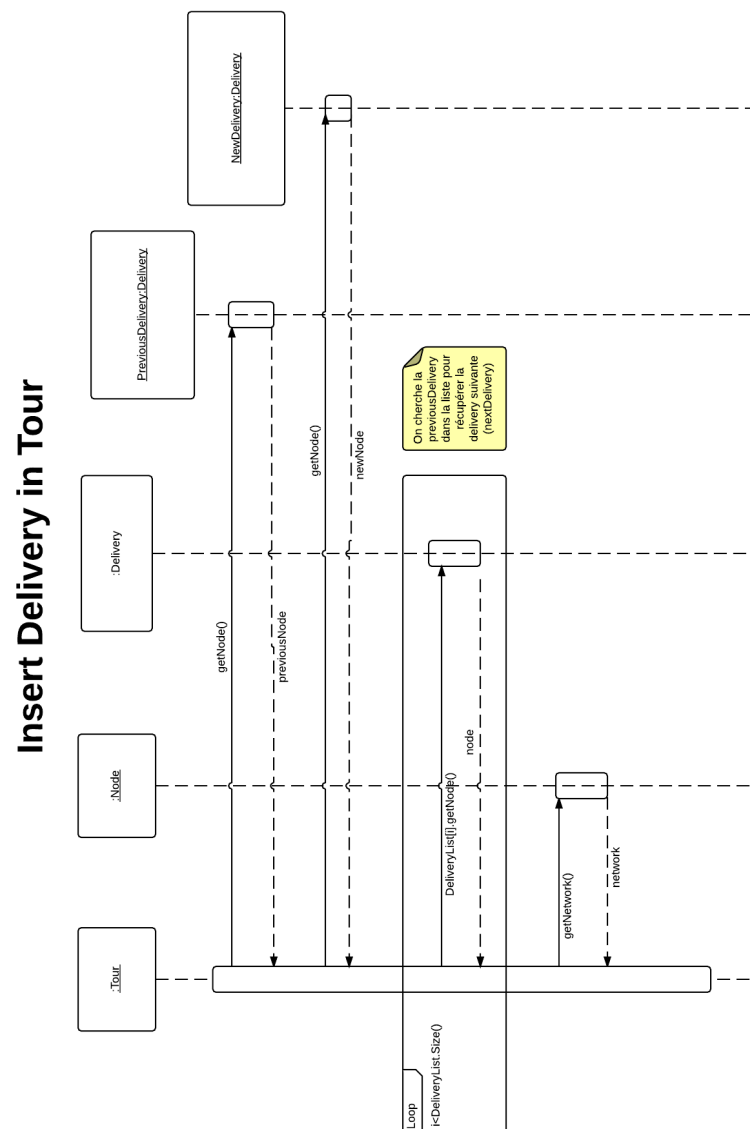 Insert Delivery in Tour
:Tour
:Node
:Delivery
PreviousDelivery:Delivery
NewDelivery:Delivery
getNode()
previousNode
getNode()
newNode
Loop
i<DeliveryList.Size()
DeliveryList[i].getNode()
node
On cherche la
previousDelivery
dans la liste pour
récupérer la
delivery suivante
(nextDelivery)
getNetwork()
network